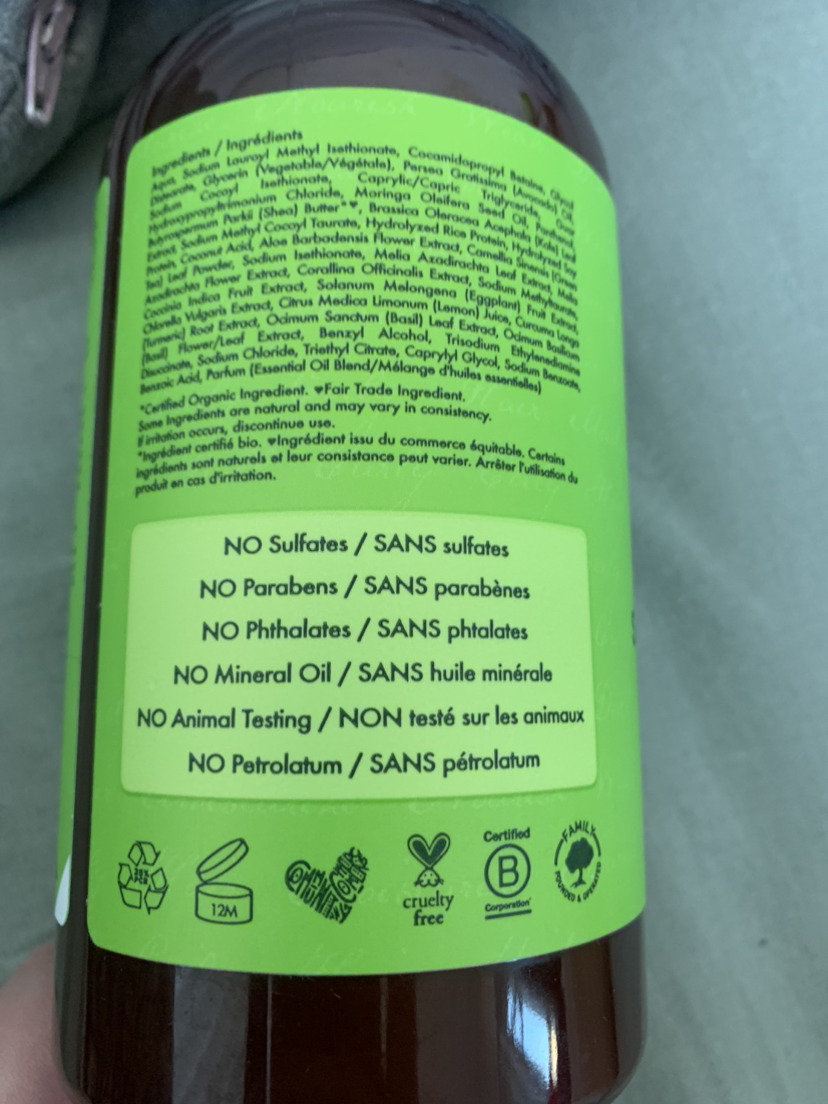 Ingredients / Ingrédients
Aqua, Sodium Lauroyl Methyl Isethionate, Cocamidopropyl Betaine, Glycol
Distearate, Glycerin (Vegetable/Végétale), Persea Gratissima (Avocado) Oil,
Sodium Cocoyl Isethionate, Caprylic/Capric Triglyceride, Guar
Hydroxypropyltrimonium Chloride, Moringa Oleifera Seed Oil, Panthenol,
Butyrospermum Parkii (Shea) Butter*♥, Brassica Oleracea Acephala (Kale) Leaf
Extract, Sodium Methyl Cocoyl Taurate, Hydrolyzed Rice Protein, Hydrolyzed Soy
Protein, Coconut Acid, Aloe Barbadensis Flower Extract, Camellia Sinensis (Green
Tea) Leaf Powder, Sodium Isethionate, Melia Azadirachta Leaf Extract, Melia
Azadirachta Flower Extract, Corallina Officinalis Extract, Sodium
Coccinia Indica Fruit Extract, Solanum Melongena (Eggplant) Fruit Extract,
Chlorella Vulgaris Extract, Citrus Medica Limonum (Lemon) Juice, Curcuma Longa
(Turmeric) Root Extract, Ocimum Sanctum (Basil) Leaf Extract, Ocimum Basilicum
(Basil) Flower/Leaf Extract, Benzyl Alcohol, Trisodium Ethylenediamine
Disuccinate, Sodium Chloride, Triethyl Citrate, Caprylyl Glycol, Sodium Benzoate,
Benzoic Acid, Parfum (Essential Oil Blend/Mélange d'huiles essentielles)
*Certified Organic Ingredient. ♥Fair Trade Ingredient.
Some Ingredients are natural and may vary in consistency.
If irritation occurs, discontinue use.
*Ingrédient certifié bio. ♥Ingrédient issu du commerce équitable. Certains
ingrédients sont naturels et leur consistance peut varier. Arrêter l'utilisation du
produit en cas d'irritation.
NO Sulfates / SANS sulfates
NO Parabens / SANS parabènes
NO Phthalates / SANS phtalates
NO Mineral Oil / SANS huile minérale
NO Animal Testing / NON testé sur les animaux
NO Petrolatum / SANS pétrolatum
12M
cruelty
free
Certified
B
Corporation
FAMILY
FOUNDED & OPERATED